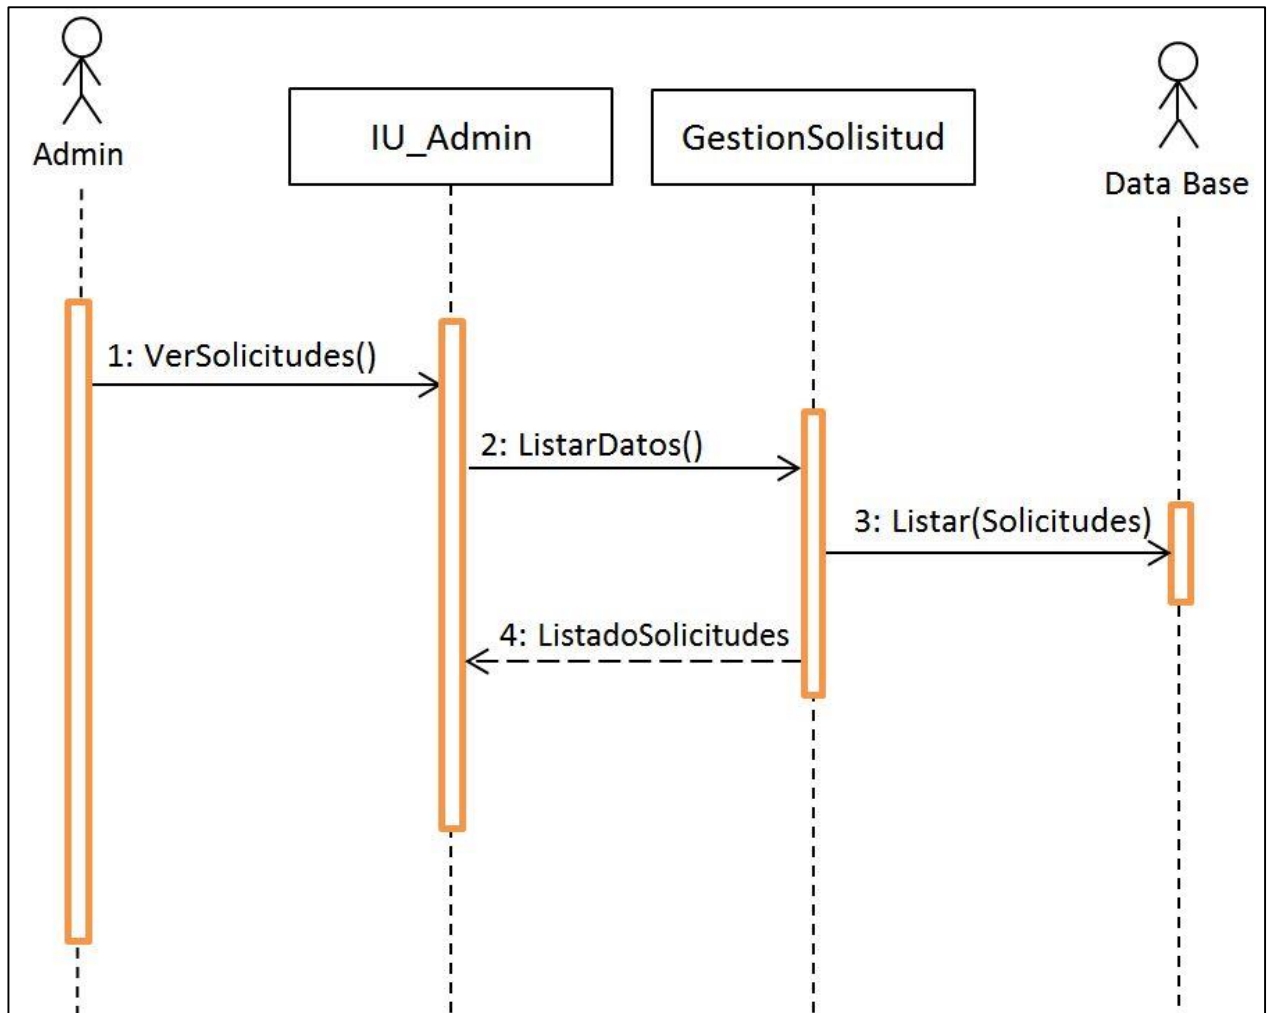 Admin
IU_Admin
GestionSolisitud
Data Base
1: VerSolicitudes()
2: ListarDatos()
3: Listar(Solicitudes)
4: ListadoSolicitudes